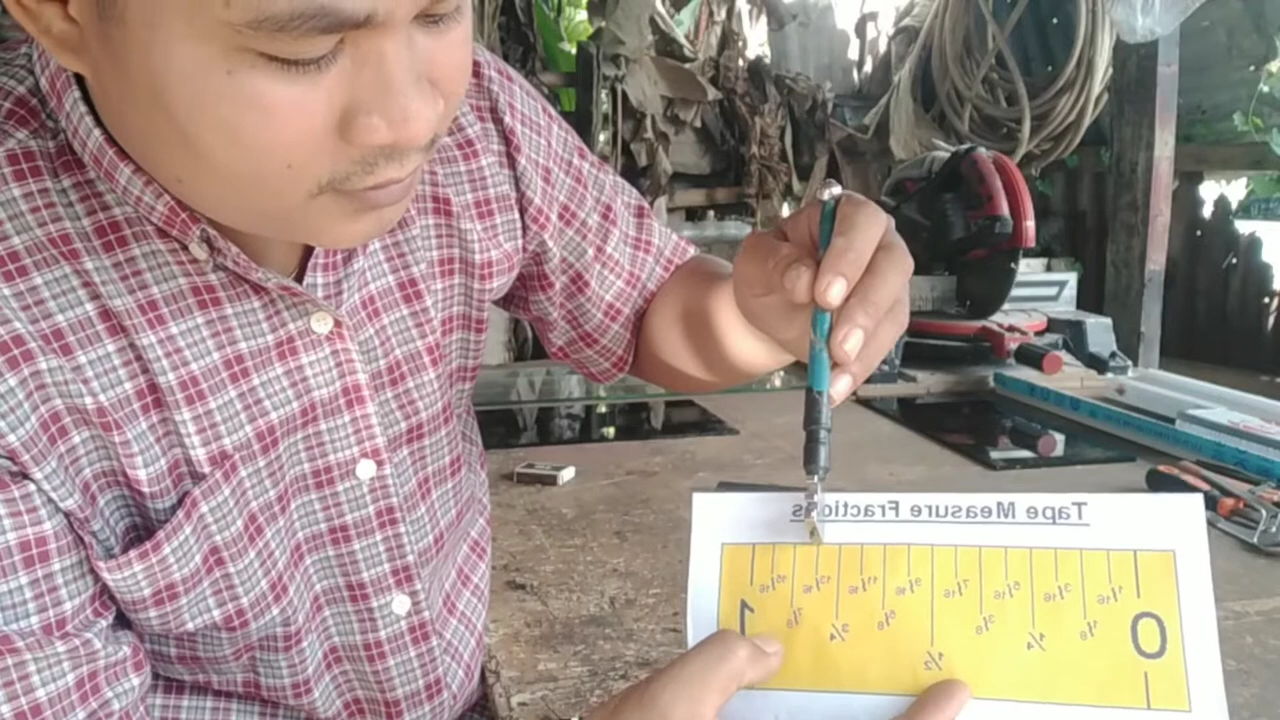 Tape Measure Fractions
1/16 3/16 5/16 7/16 9/16 11/16 13/16 15/16
1/8 3/8 5/8 7/8
0 1/4 3/4 1
1/2